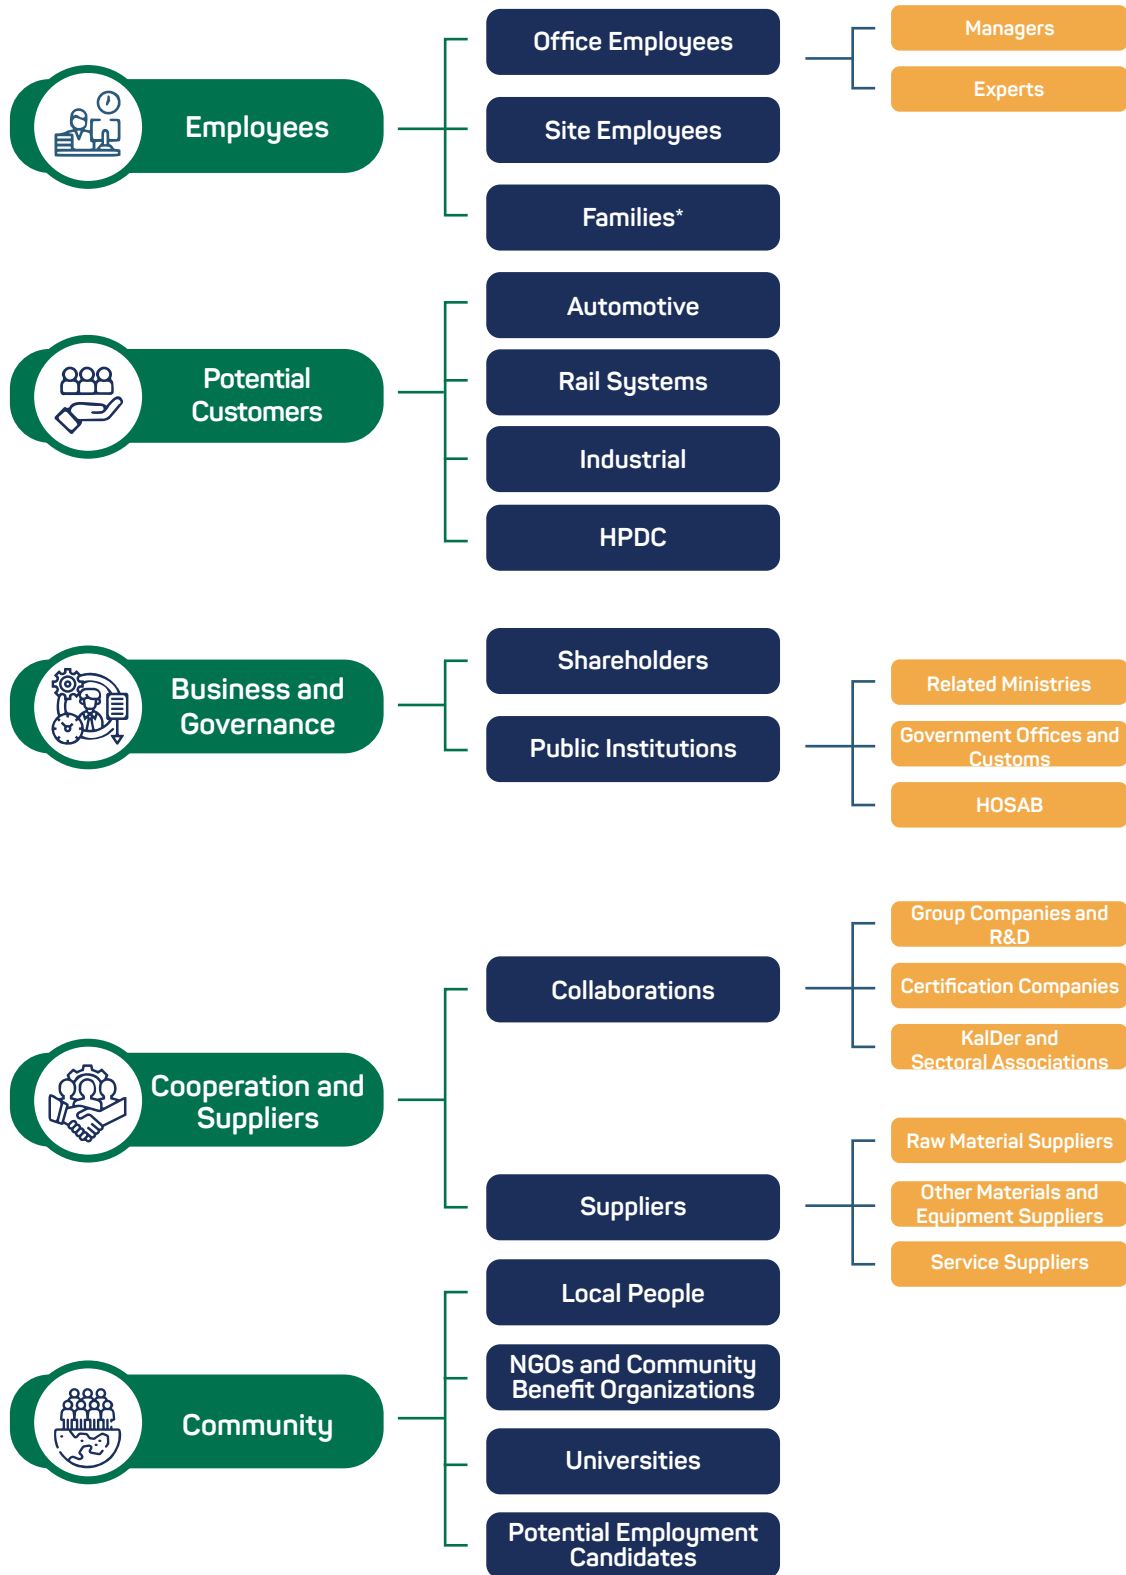 Employees
Office Employees
Managers
Experts
Site Employees
Families*
Potential
Customers
Automotive
Rail Systems
Industrial
HPDC
Business and
Governance
Shareholders
Public Institutions
Related Ministries
Government Offices and
Customs
HOSAB
Cooperation and
Suppliers
Collaborations
Group Companies and
R&D
Certification Companies
KalDer and
Sectoral Associations
Suppliers
Raw Material Suppliers
Other Materials and
Equipment Suppliers
Service Suppliers
Community
Local People
NGOs and Community
Benefit Organizations
Universities
Potential Employment
Candidates